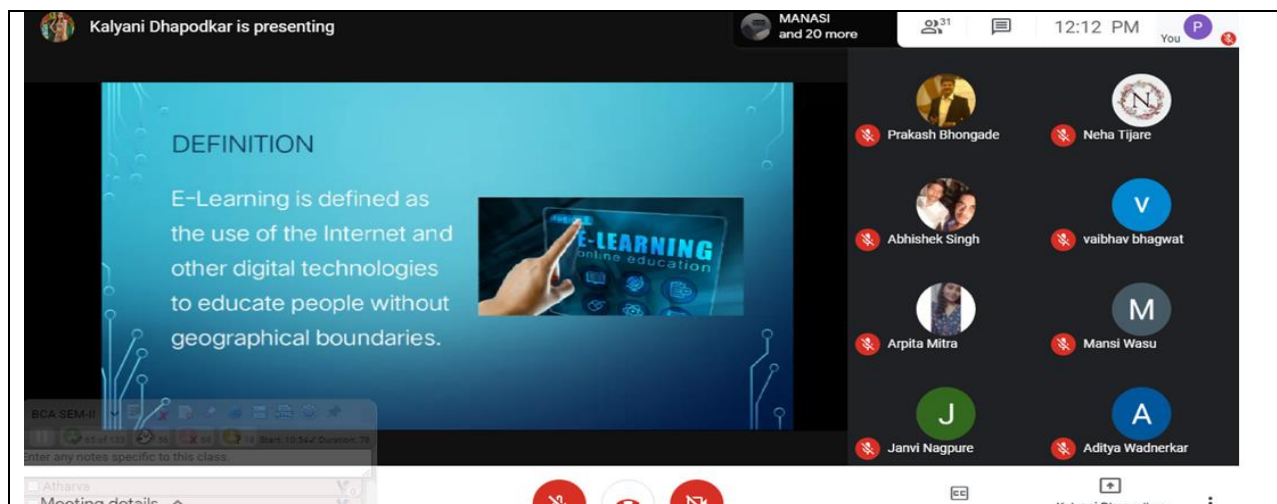 Kalyani Dhapodkar is presenting
MANASI
and 20 more
31
12:12 PM
You
P
DEFINITION
E-Learning is defined as
the use of the Internet and
other digital technologies
to educate people without
geographical boundaries.
E-LEARNING
online education
Prakash Bhongade
N
Neha Tijare
Abhishek Singh
V
vaibhav bhagwat
Arpita Mitra
M
Mansi Wasu
J
Janvi Nagpure
A
Aditya Wadnerkar
BCA SEM-II
Enter any notes specific to this class.
Atharva
Meeting details
CC